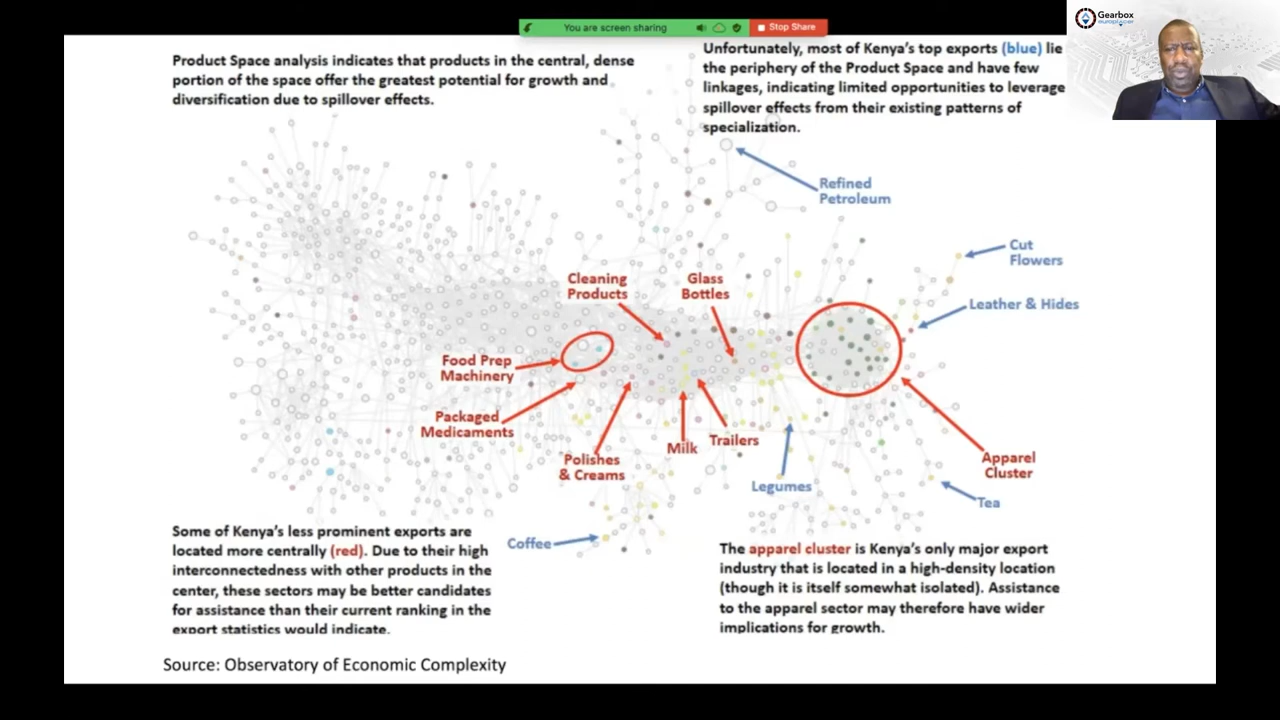 You are screen sharing
Stop Share
Gearbox
europlacer
Product Space analysis indicates that products in the central, dense
portion of the space offer the greatest potential for growth and
diversification due to spillover effects.
Unfortunately, most of Kenya's top exports (blue) lie
the periphery of the Product Space and have few
linkages, indicating limited opportunities to leverage
spillover effects from their existing patterns of
specialization.
Refined
Petroleum
Cut
Flowers
Leather & Hides
Cleaning
Products
Glass
Bottles
Food Prep
Machinery
Packaged
Medicaments
Polishes
& Creams
Milk
Trailers
Legumes
Apparel
Cluster
Tea
Coffee
Some of Kenya's less prominent exports are
located more centrally (red). Due to their high
interconnectedness with other products in the
center, these sectors may be better candidates
for assistance than their current ranking in the
export statistics would indicate.
The apparel cluster is Kenya's only major export
industry that is located in a high-density location
(though it is itself somewhat isolated). Assistance
to the apparel sector may therefore have wider
implications for growth.
Source: Observatory of Economic Complexity